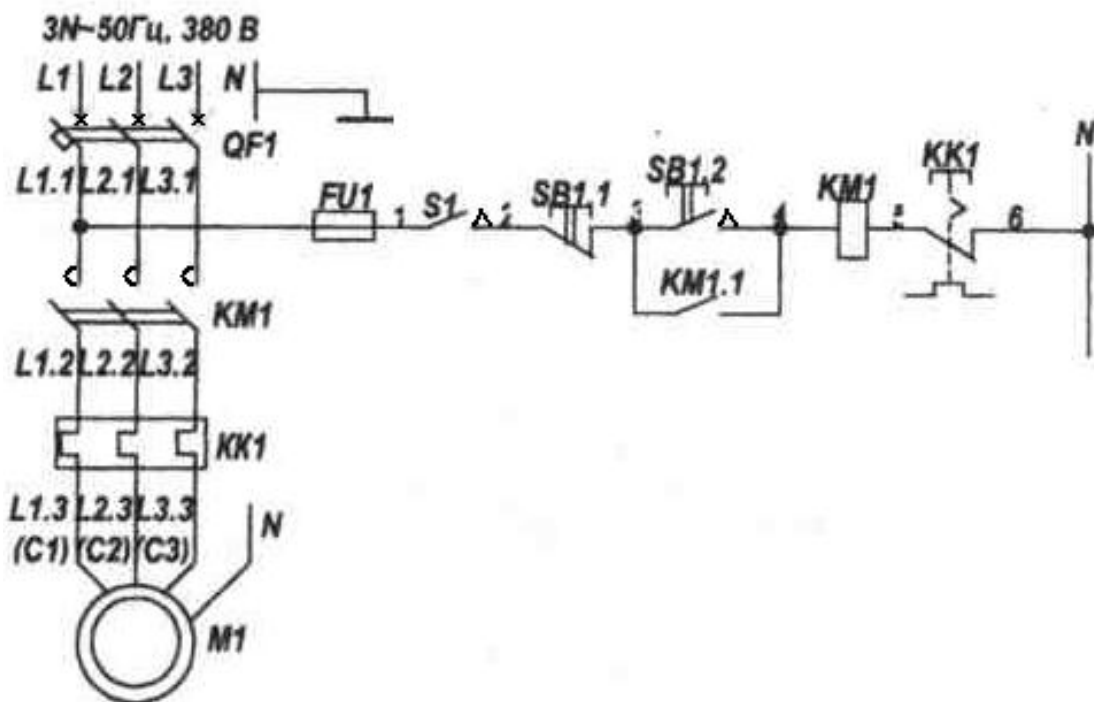 3N~50Гц, 380 В
L1 L2 L3 N
QF1
L1.1 L2.1 L3.1
FU1 1 S1 2 SB1.1 SB1.2 4 KM1 KK1 6 N
KM1.1
KM1
L1.2 L2.2 L3.2
KK1
L1.3 L2.3 L3.3 N
(C1) (C2) (C3)
M1